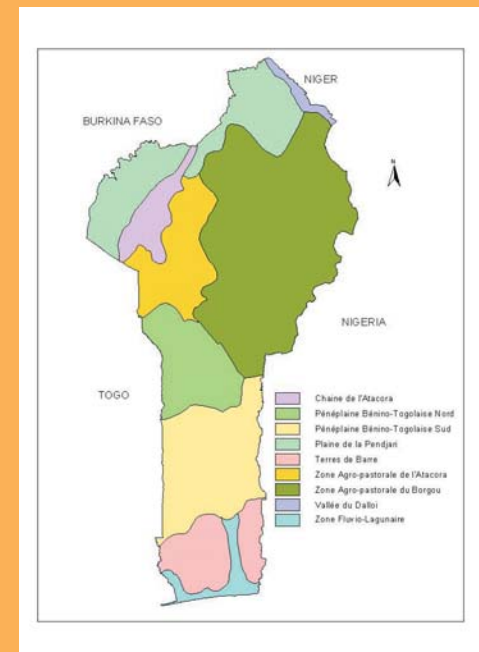 NIGER
BURKINA FASO
N
NIGERIA
TOGO
Chaine de l'Atacora
Pénéplaine Bénino-Togolaise Nord
Pénéplaine Bénino-Togolaise Sud
Plaine de la Pendjari
Terres de Barre
Zone Agro-pastorale de l'Atacora
Zone Agro-pastorale du Borgou
Vallée du Dalloi
Zone Fluvio-Lagunaire